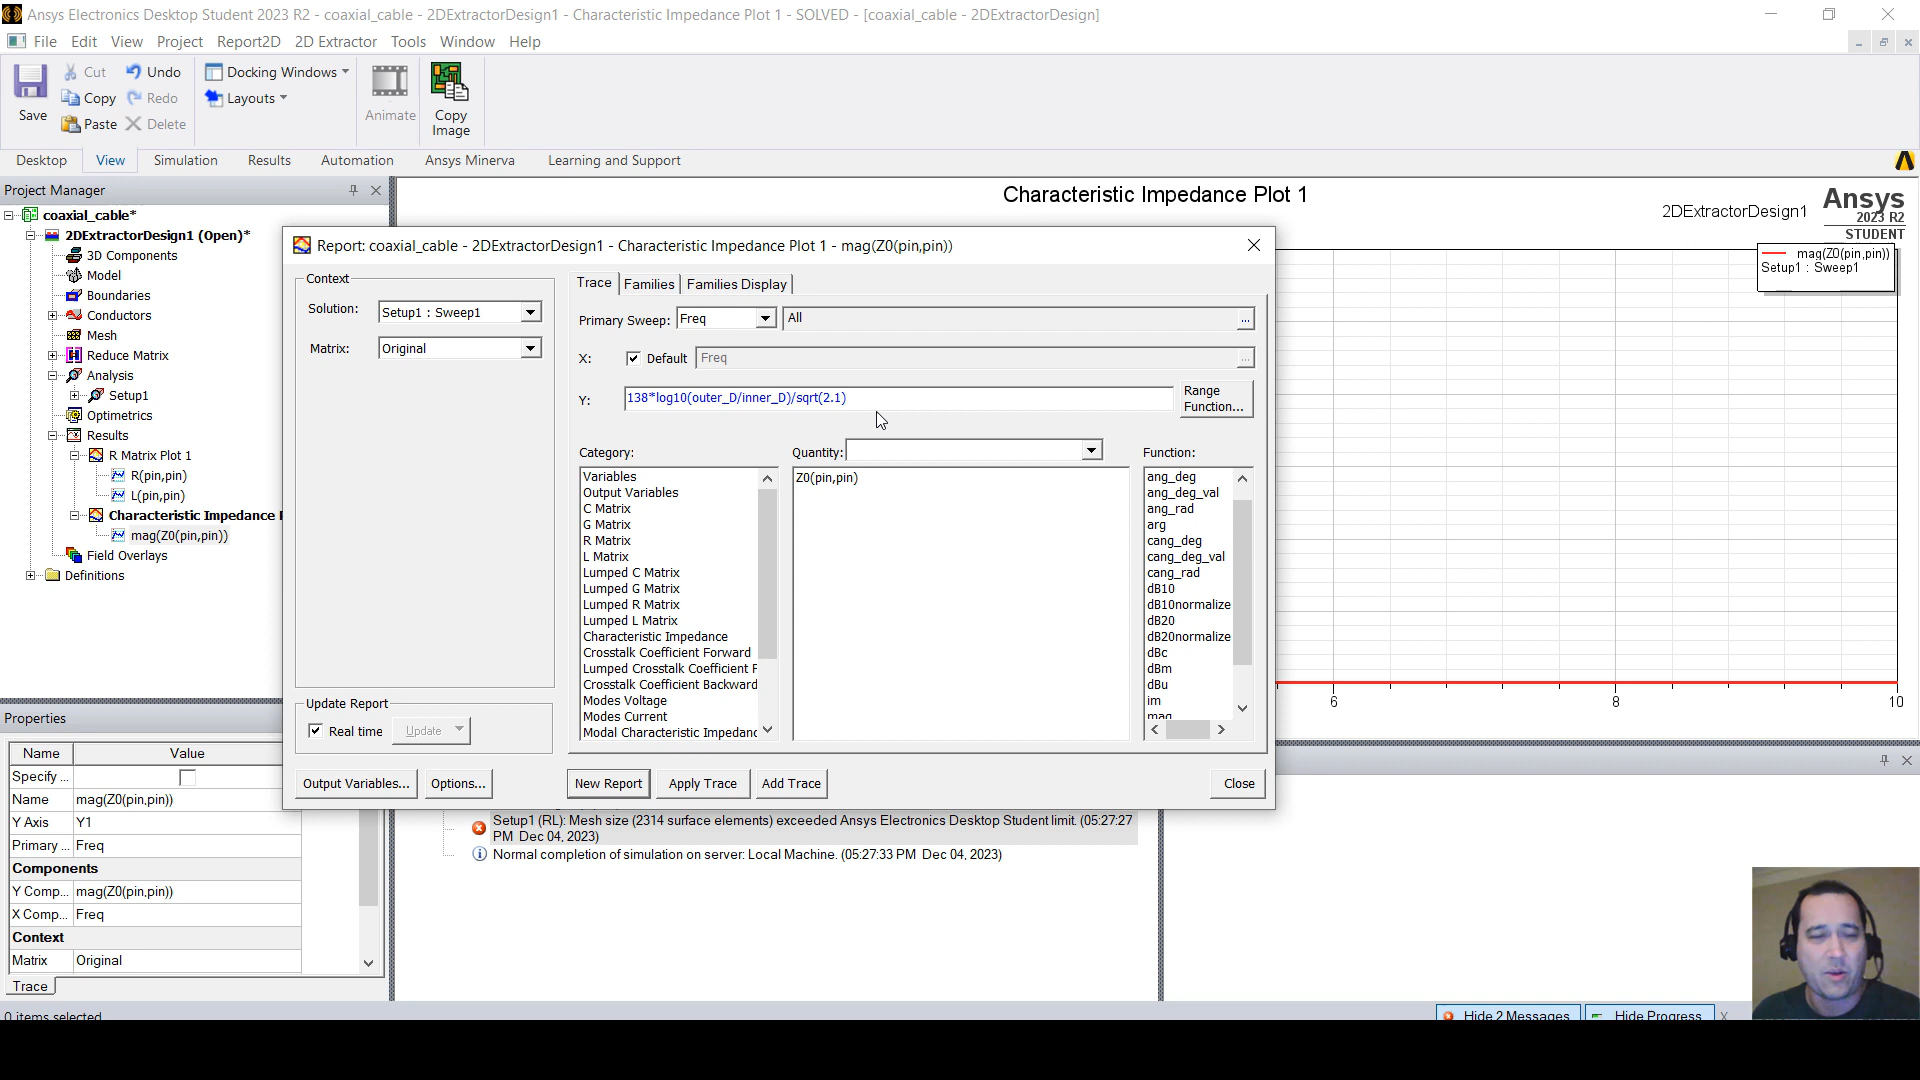 Ansys Electronics Desktop Student 2023 R2 - coaxial_cable - 2DExtractorDesign1 - Characteristic Impedance Plot 1 - SOLVED - [coaxial_cable - 2DExtractorDesign]
File Edit View Project Report2D 2D Extractor Tools Window Help
Save
Cut
Copy
Paste
Undo
Redo
Delete
Docking Windows
Layouts
Animate
Copy
Image
Desktop View Simulation Results Automation Ansys Minerva Learning and Support
Project Manager
coaxial_cable*
2DExtractorDesign1 (Open)*
3D Components
Model
Boundaries
Conductors
Mesh
Reduce Matrix
Analysis
Setup1
Optimetrics
Results
R Matrix Plot 1
R(pin,pin)
L(pin,pin)
Characteristic Impedance
mag(Z0(pin,pin))
Field Overlays
Definitions
Characteristic Impedance Plot 1
2DExtractorDesign1
Ansys
2023 R2
STUDENT
mag(Z0(pin,pin))
Setup1 : Sweep1
6 8 10
Report: coaxial_cable - 2DExtractorDesign1 - Characteristic Impedance Plot 1 - mag(Z0(pin,pin))
Context
Solution: Setup1 : Sweep1
Matrix: Original
Update Report
Real time Update
Trace Families Families Display
Primary Sweep: Freq All ...
X: Default Freq ...
Y: 138*log10(outer_D/inner_D)/sqrt(2.1)
Range
Function...
Category:
Variables
Output Variables
C Matrix
G Matrix
R Matrix
L Matrix
Lumped C Matrix
Lumped G Matrix
Lumped R Matrix
Lumped L Matrix
Characteristic Impedance
Crosstalk Coefficient Forward
Lumped Crosstalk Coefficient F
Crosstalk Coefficient Backward
Modes Voltage
Modes Current
Modal Characteristic Impedanc
Quantity:
Z0(pin,pin)
Function:
ang_deg
ang_deg_val
ang_rad
arg
cang_deg
cang_deg_val
cang_rad
dB10
dB10normalize
dB20
dB20normalize
dBc
dBm
dBu
im
mag
Output Variables... Options... New Report Apply Trace Add Trace Close
Properties
Name Value
Specify ...
Name mag(Z0(pin,pin))
Y Axis Y1
Primary ... Freq
Components
Y Comp... mag(Z0(pin,pin))
X Comp... Freq
Context
Matrix Original
Trace
Setup1 (RL): Mesh size (2314 surface elements) exceeded Ansys Electronics Desktop Student limit. (05:27:27
PM Dec 04, 2023)
Normal completion of simulation on server: Local Machine. (05:27:33 PM Dec 04, 2023)
0 items selected
Hide 2 Messages Hide Progress